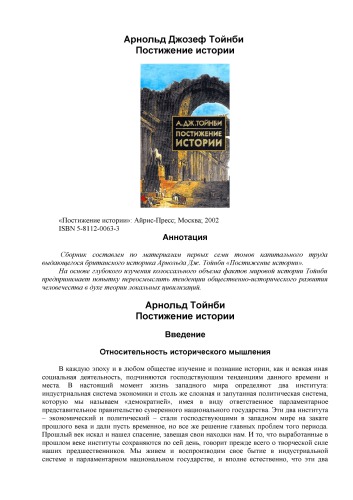 Арнольд Джозеф Тойнби
Постижение истории
А. ДЖ. ТОЙНБИ
ПОСТИЖЕНИЕ
ИСТОРИИ
«Постижение истории»: Айрис-Пресс; Москва; 2002
ISBN 5-8112-0063-3
Аннотация
Сборник составлен по материалам первых семи томов капитального труда
выдающегося британского историка Арнольда Дж. Тойнби «Постижение истории».
На основе глубокого изучения колоссального объема фактов мировой истории Тойнби
предпринимает попытку переосмыслить тенденции общественно-исторического развития
человечества в духе теории локальных цивилизаций.
Арнольд Тойнби
Постижение истории
Введение
Относительность исторического мышления
В каждую эпоху и в любом обществе изучение и познание истории, как и всякая иная
социальная деятельность, подчиняются господствующим тенденциям данного времени и
места. В настоящий момент жизнь западного мира определяют два института:
индустриальная система экономики и столь же сложная и запутанная политическая система,
которую мы называем «демократией», имея в виду ответственное парламентское
представительное правительство суверенного национального государства. Эти два института
– экономический и политический – стали господствующими в западном мире на закате
прошлого века и дали пусть временное, но все же решение главных проблем того периода.
Прошлый век искал и нашел спасение, завещав свои находки нам. И то, что выработанные в
прошлом веке институты сохраняются по сей день, говорит прежде всего о творческой силе
наших предшественников. Мы живем и воспроизводим свое бытие в индустриальной
системе и парламентарном национальном государстве, и вполне естественно, что эти два